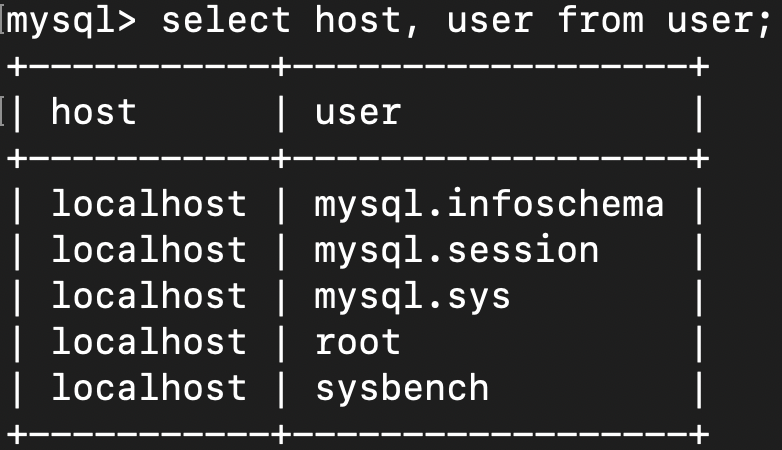 mysql> select host, user from user;
+-----------+------------------+
| host      | user             |
+-----------+------------------+
| localhost | mysql.infoschema |
| localhost | mysql.session    |
| localhost | mysql.sys        |
| localhost | root             |
| localhost | sysbench         |
+-----------+------------------+